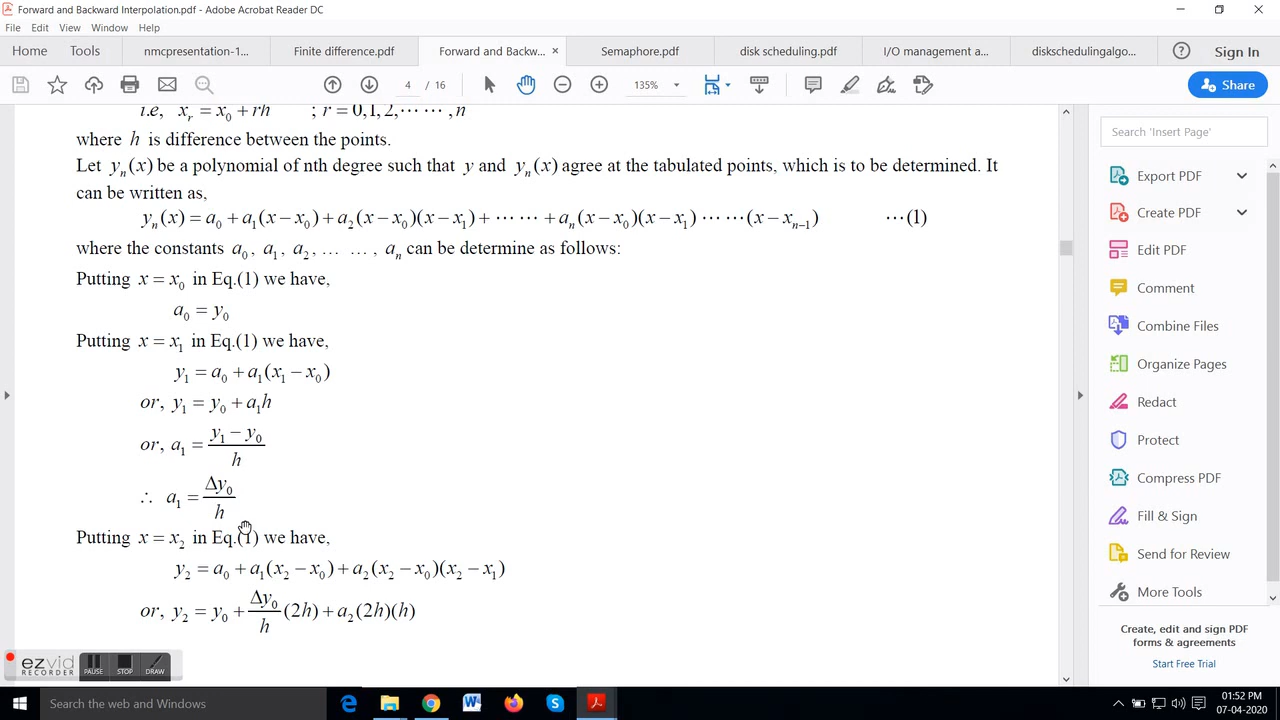 Forward and Backward Interpolation.pdf - Adobe Acrobat Reader DC
File Edit View Window Help
Home Tools nmcpresentation-1... Finite difference.pdf Forward and Backw... × Semaphore.pdf disk scheduling.pdf I/O management a... diskschedulingalgo... Sign In
4 / 16 135% Share
i.e, x_r = x_0 + rh ; r = 0,1,2,⋯ ⋯,n
where h is difference between the points.
Let y_n(x) be a polynomial of nth degree such that y and y_n(x) agree at the tabulated points, which is to be determined. It
can be written as,
y_n(x) = a_0 + a_1(x − x_0) + a_2(x − x_0)(x − x_1) + ⋯ ⋯ + a_n(x − x_0)(x − x_1) ⋯ ⋯(x − x_{n−1}) ⋯(1)
where the constants a_0, a_1, a_2, … …, a_n can be determine as follows:
Putting x = x_0 in Eq.(1) we have,
a_0 = y_0
Putting x = x_1 in Eq.(1) we have,
y_1 = a_0 + a_1(x_1 − x_0)
or, y_1 = y_0 + a_1h
or, a_1 = (y_1 − y_0)/h
∴ a_1 = Δy_0/h
Putting x = x_2 in Eq.(1) we have,
y_2 = a_0 + a_1(x_2 − x_0) + a_2(x_2 − x_0)(x_2 − x_1)
or, y_2 = y_0 + Δy_0/h (2h) + a_2(2h)(h)
Search 'Insert Page'
Export PDF
Create PDF
Edit PDF
Comment
Combine Files
Organize Pages
Redact
Protect
Compress PDF
Fill & Sign
Send for Review
More Tools
Create, edit and sign PDF
forms & agreements
Start Free Trial
ezvid
RECORDER
PAUSE STOP DRAW
Search the web and Windows
01:52 PM
07-04-2020